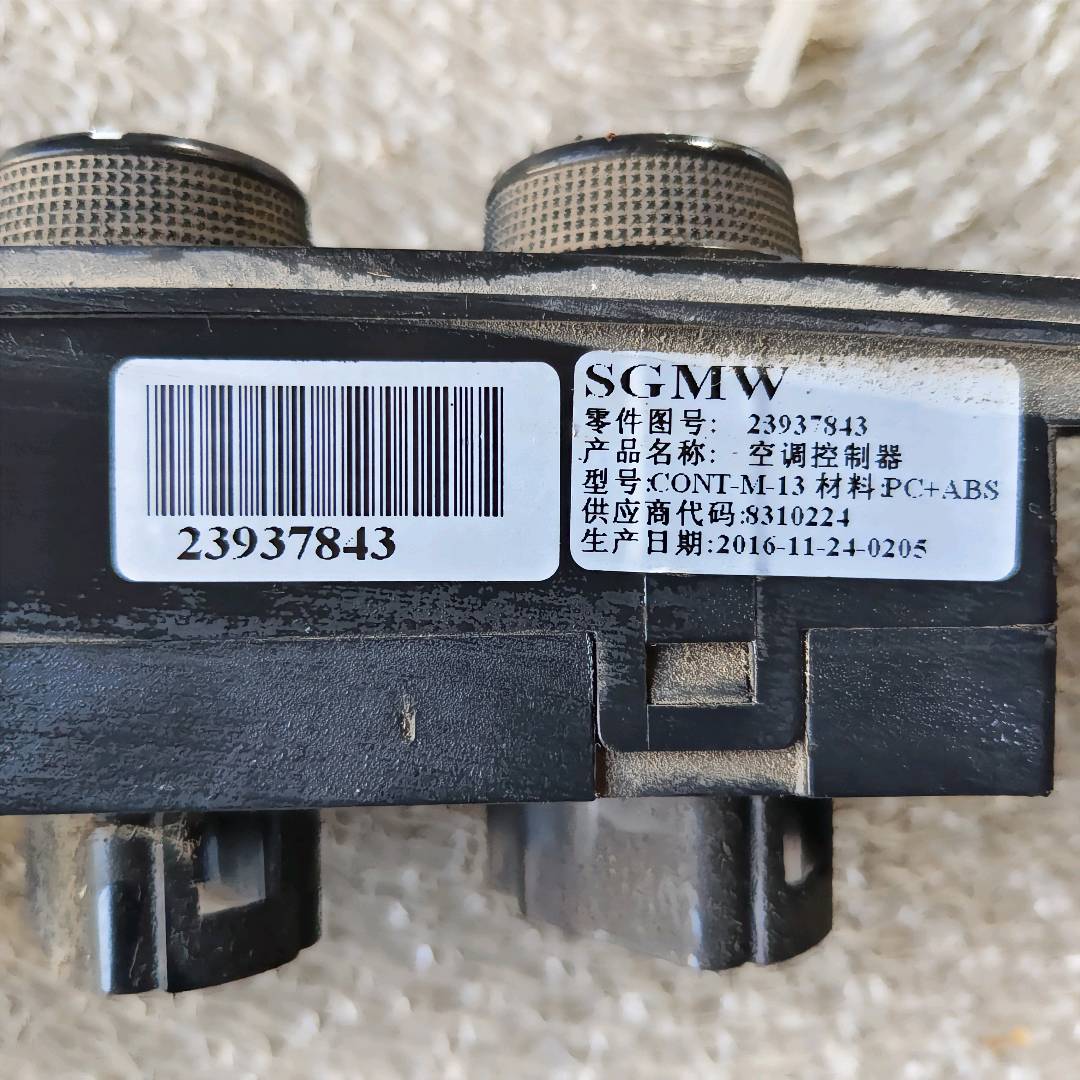 23937843
SGMW
零件图号: 23937843
产品名称: 空调控制器
型号:CONT-M-13 材料:PC+ABS
供应商代码:8310224
生产日期:2016-11-24-0205